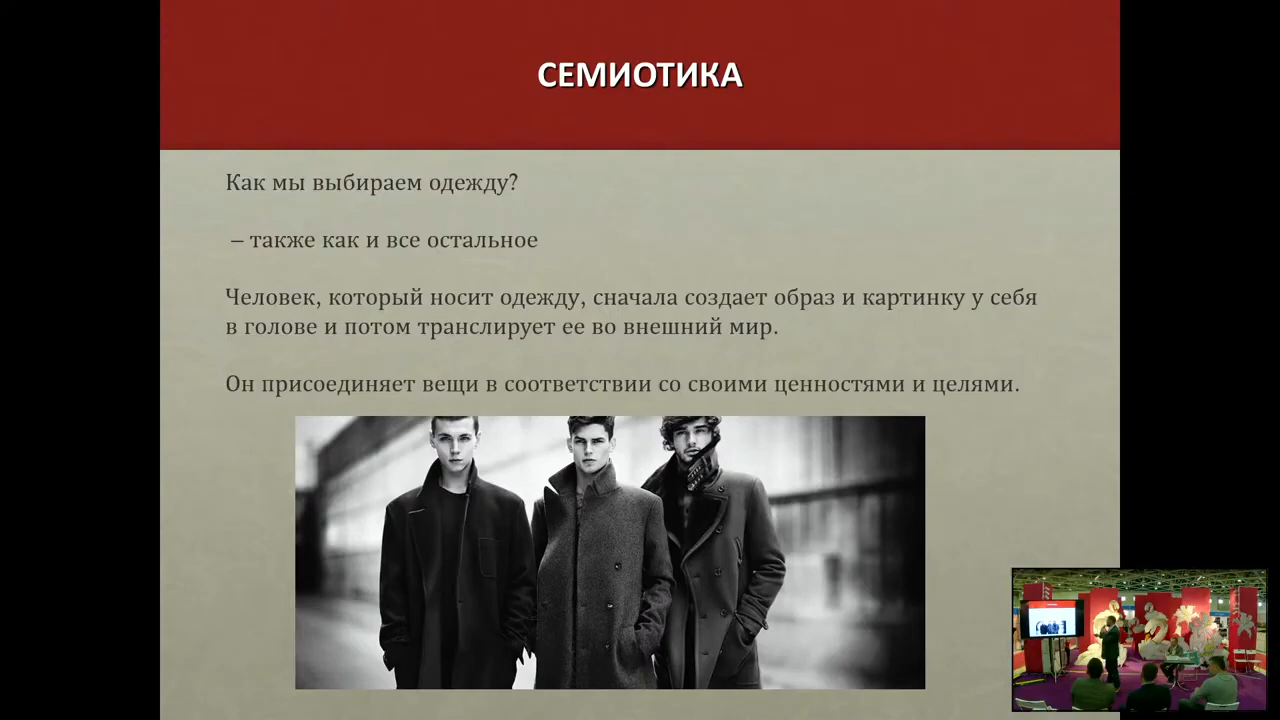 СЕМИОТИКА
Как мы выбираем одежду?
– также как и все остальное
Человек, который носит одежду, сначала создает образ и картинку у себя
в голове и потом транслирует ее во внешний мир.
Он присоединяет вещи в соответствии со своими ценностями и целями.